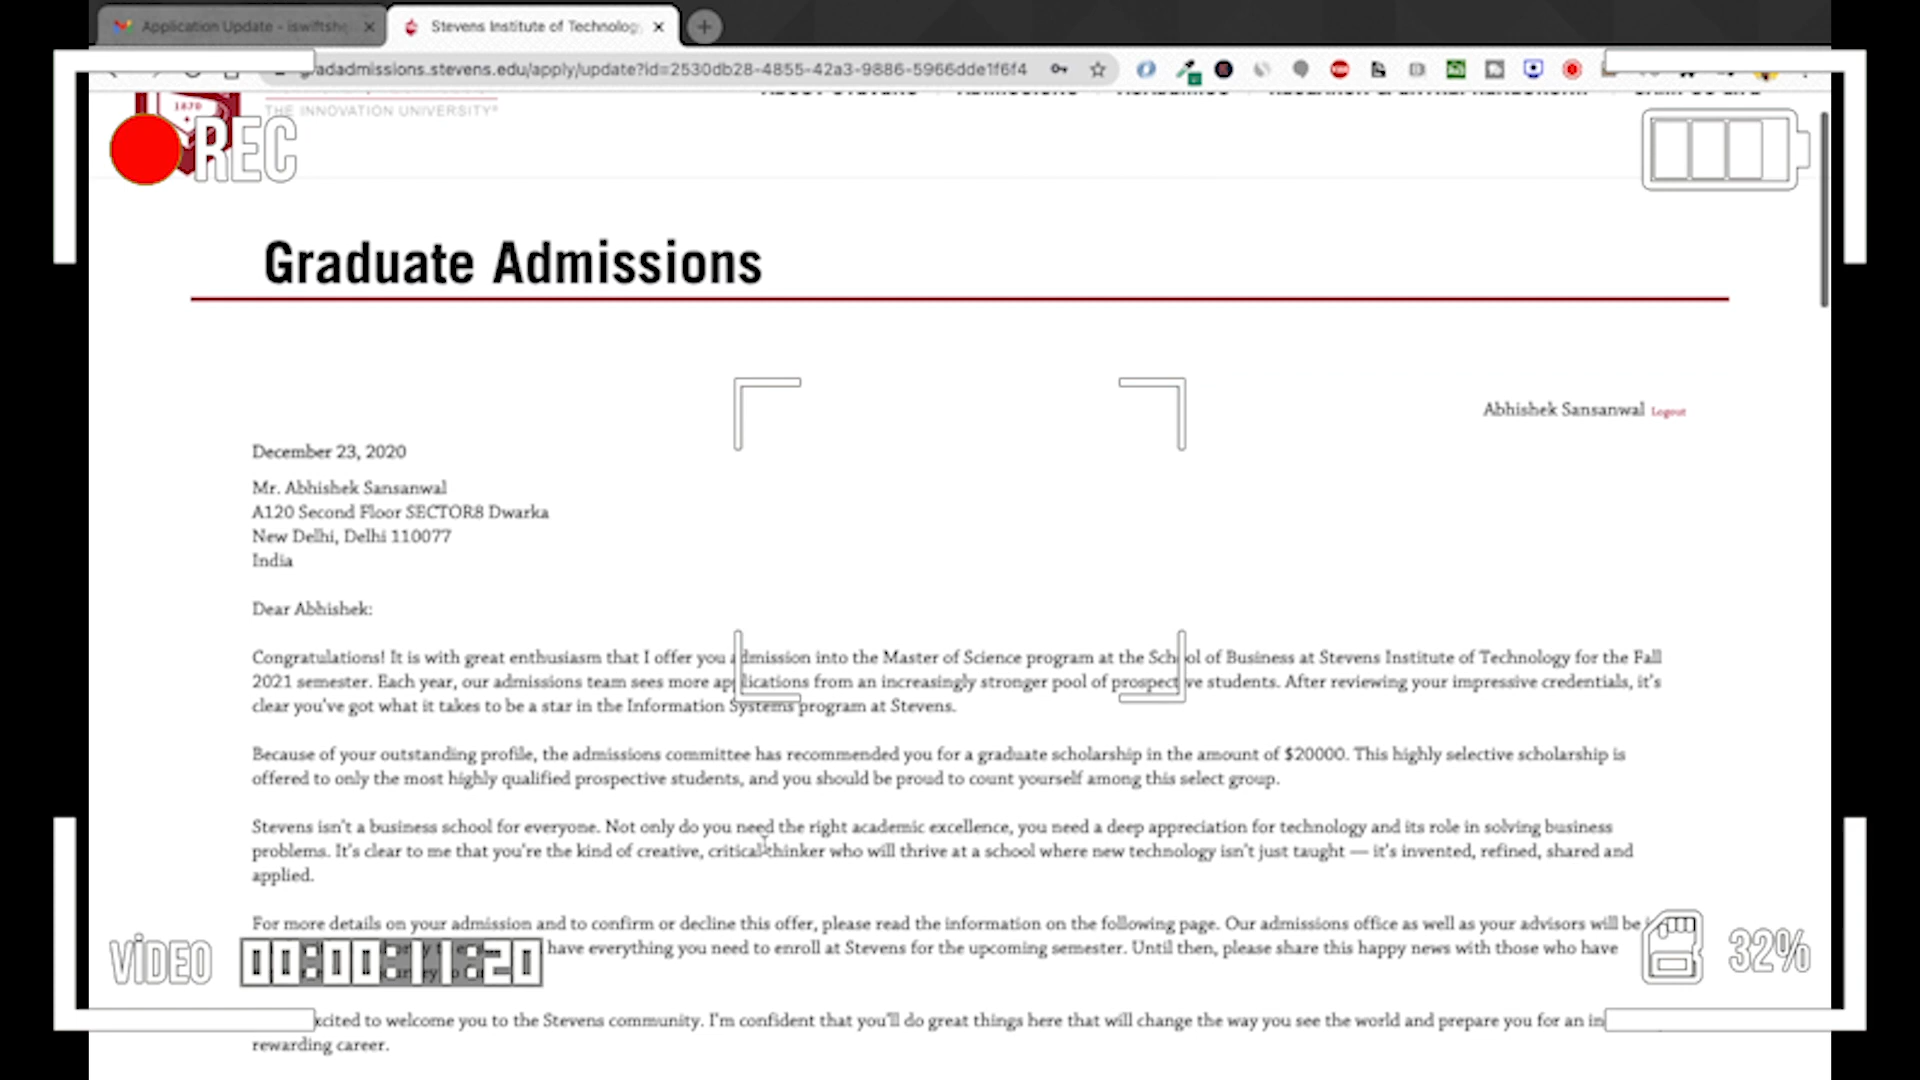 Application Update - iswiftsh
Stevens Institute of Technolog
gradadmissions.stevens.edu/apply/update?id=2530db28-4855-42a3-9886-5966dde1f6f4
1870
THE INNOVATION UNIVERSITY®
REC
Graduate Admissions
Abhishek Sansanwal Logout
December 23, 2020
Mr. Abhishek Sansanwal
A120 Second Floor SECTOR8 Dwarka
New Delhi, Delhi 110077
India
Dear Abhishek:
Congratulations! It is with great enthusiasm that I offer you admission into the Master of Science program at the School of Business at Stevens Institute of Technology for the Fall
2021 semester. Each year, our admissions team sees more applications from an increasingly stronger pool of prospective students. After reviewing your impressive credentials, it's
clear you've got what it takes to be a star in the Information Systems program at Stevens.
Because of your outstanding profile, the admissions committee has recommended you for a graduate scholarship in the amount of $20000. This highly selective scholarship is
offered to only the most highly qualified prospective students, and you should be proud to count yourself among this select group.
Stevens isn't a business school for everyone. Not only do you need the right academic excellence, you need a deep appreciation for technology and its role in solving business
problems. It's clear to me that you're the kind of creative, critical thinker who will thrive at a school where new technology isn't just taught — it's invented, refined, shared and
applied.
For more details on your admission and to confirm or decline this offer, please read the information on the following page. Our admissions office as well as your advisors will be
have everything you need to enroll at Stevens for the upcoming semester. Until then, please share this happy news with those who have
VİDEO 00:00:11:20
32%
xcited to welcome you to the Stevens community. I'm confident that you'll do great things here that will change the way you see the world and prepare you for an in
rewarding career.